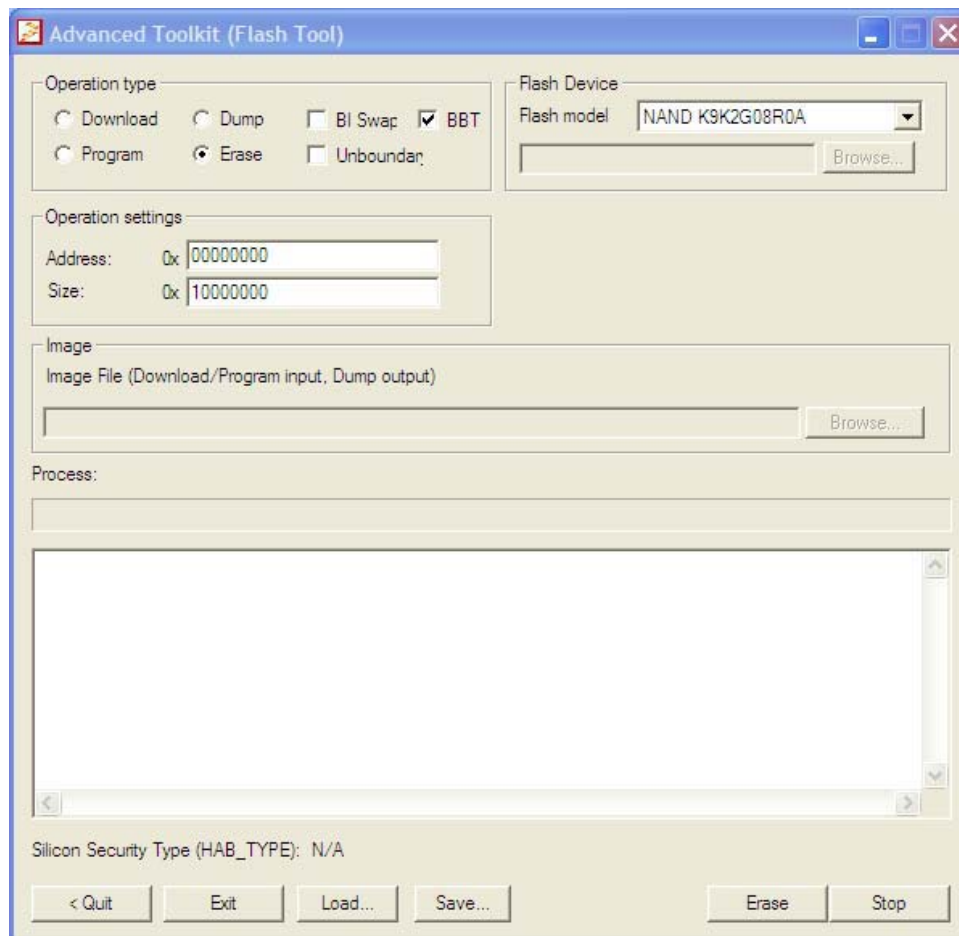 Advanced Toolkit (Flash Tool)
Operation type
Download Dump BI Swap BBT
Program Erase Unboundar
Flash Device
Flash model NAND K9K2G08R0A
Browse...
Operation settings
Address: 0x 00000000
Size: 0x 10000000
Image
Image File (Download/Program input, Dump output)
Browse...
Process:
Silicon Security Type (HAB_TYPE): N/A
< Quit Exit Load... Save... Erase Stop